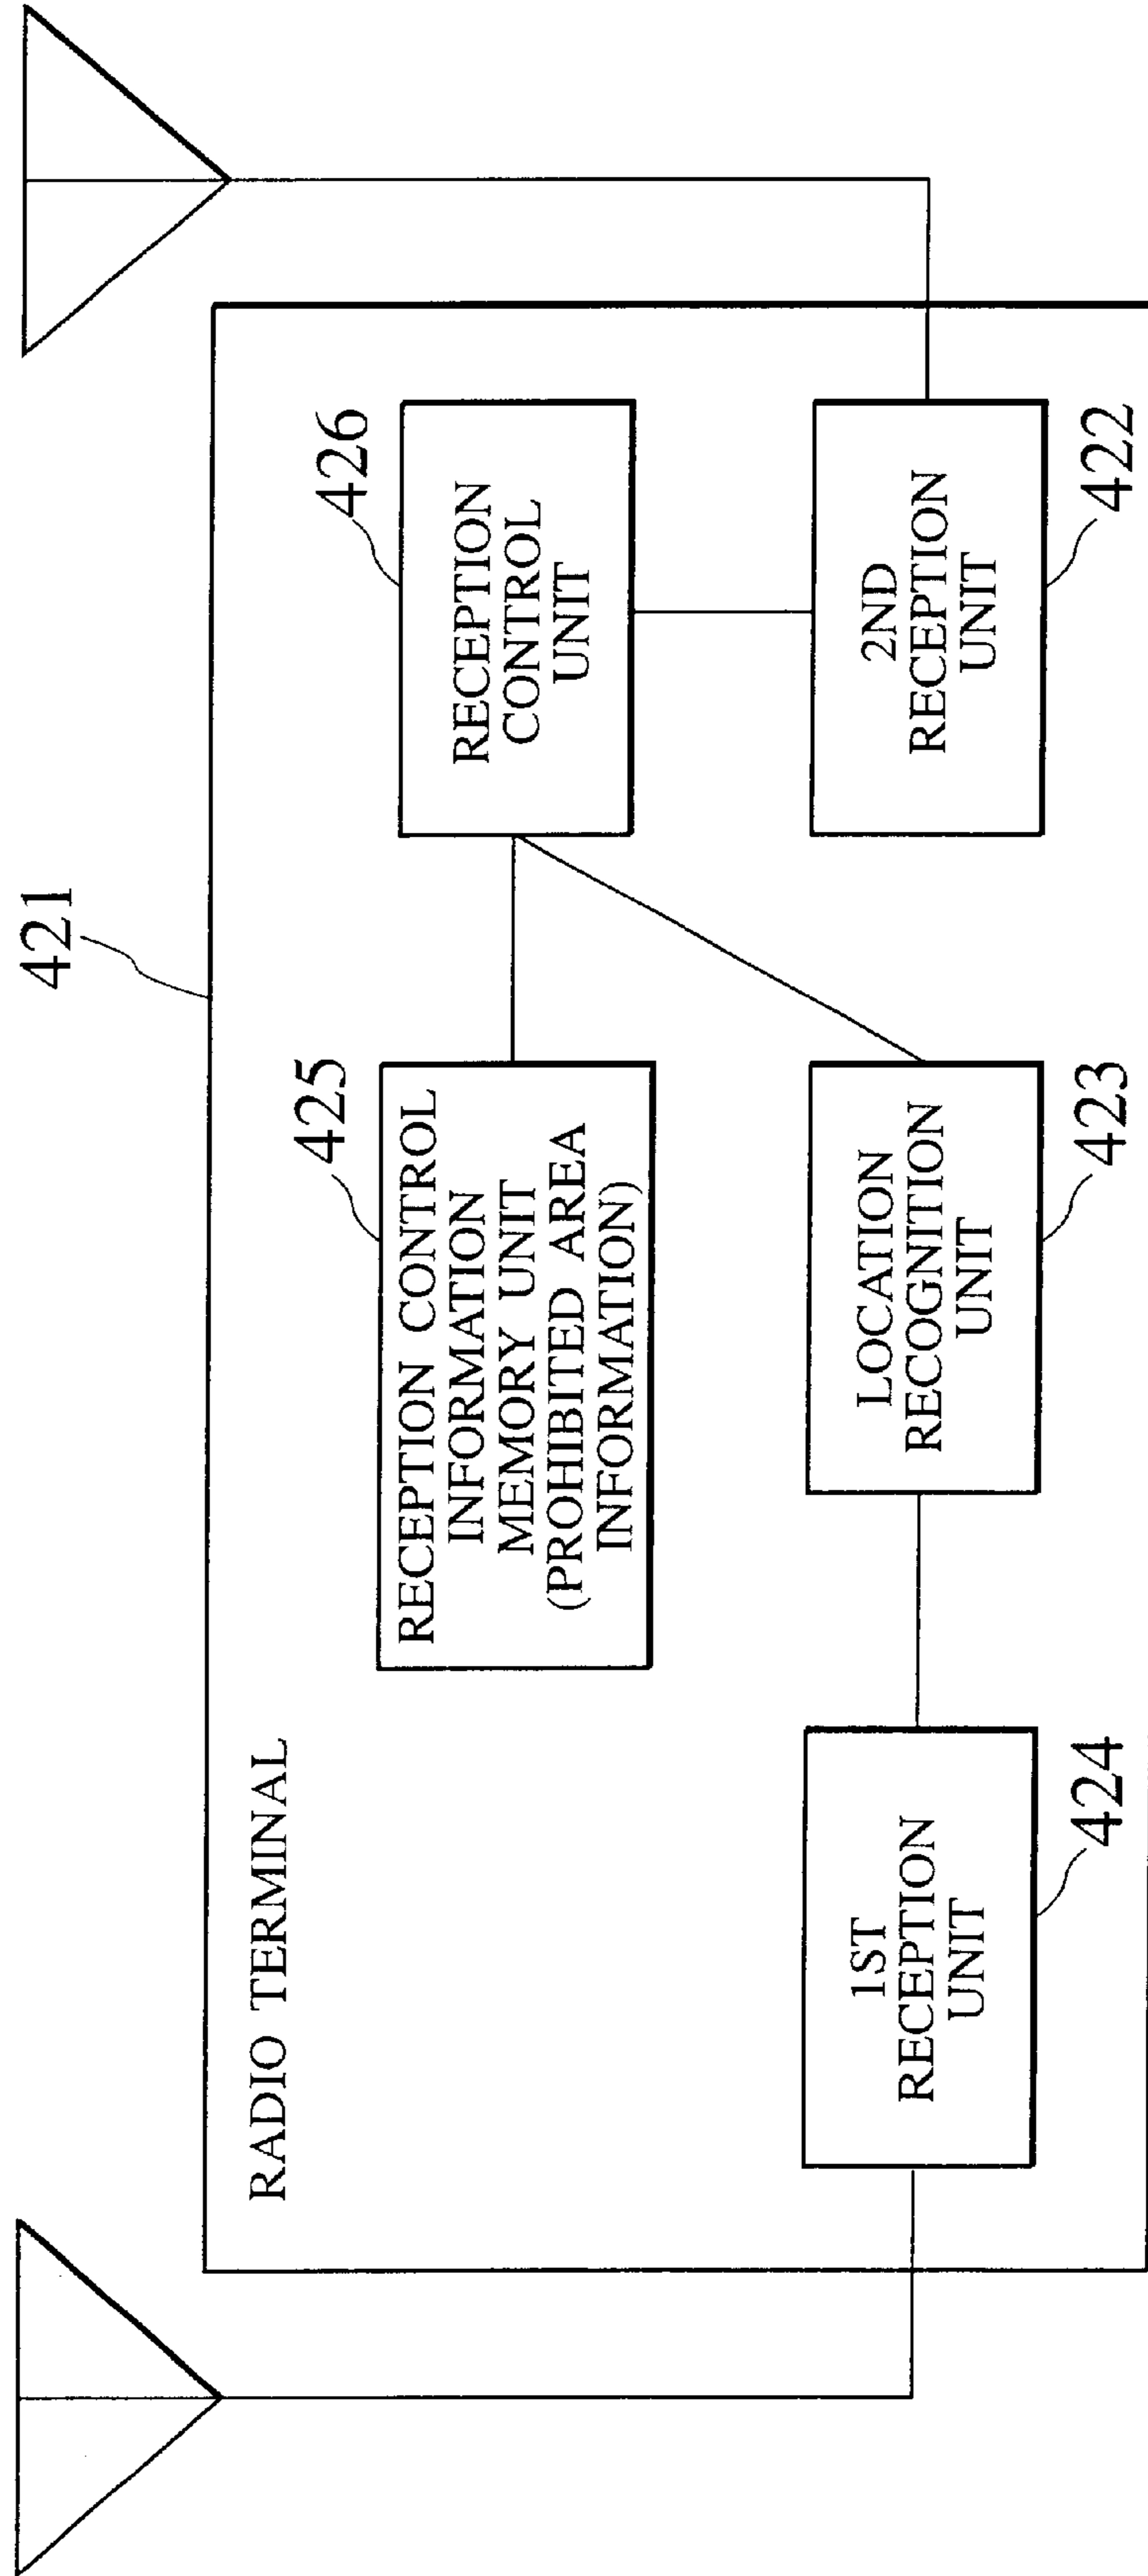 421
RADIO TERMINAL
425
RECEPTION CONTROL
INFORMATION
MEMORY UNIT
(PROHIBITED AREA
INFORMATION)
426
RECEPTION
CONTROL
UNIT
1ST
RECEPTION
UNIT
424
LOCATION
RECOGNITION
UNIT
423
2ND
RECEPTION
UNIT
422